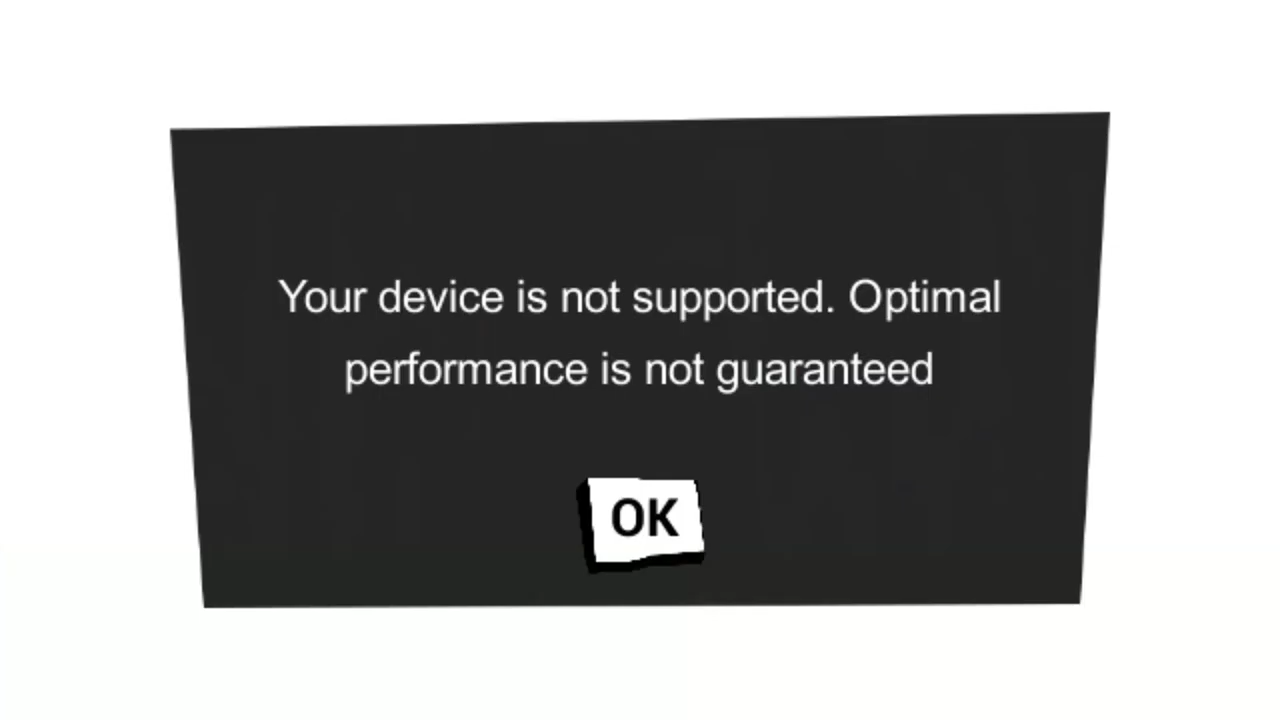 Your device is not supported. Optimal
performance is not guaranteed
OK